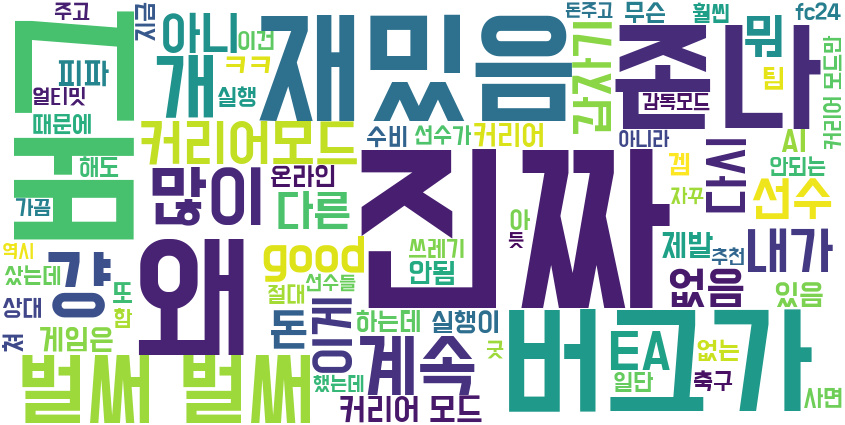 주고
금지
아니
이건
재밌음
돈주고
무슨
훨씬
fc24
피파
개
ㅋㅋ
존나
뭐
얼티밋
실행
갑자기
팀
커리어 모드만
때문에
감독모드
해도
커리어모드
수비
선수가
커리어
아니라
AI
겜
다시
안되는
좀
많이
온라인
진짜
자꾸
선수
가끔
다른
아
듯
역시
왜
good
쓰레기
제발
추천
내가
샀는데
걍
안됨
없음
상대
또
절대
선수들
있음
함
돈
이게
하는데
실행이
버그가
져
게임은
벌써 벌써
계속
굿
EA
없는
했는데
일단
축구
커리어 모드
사면